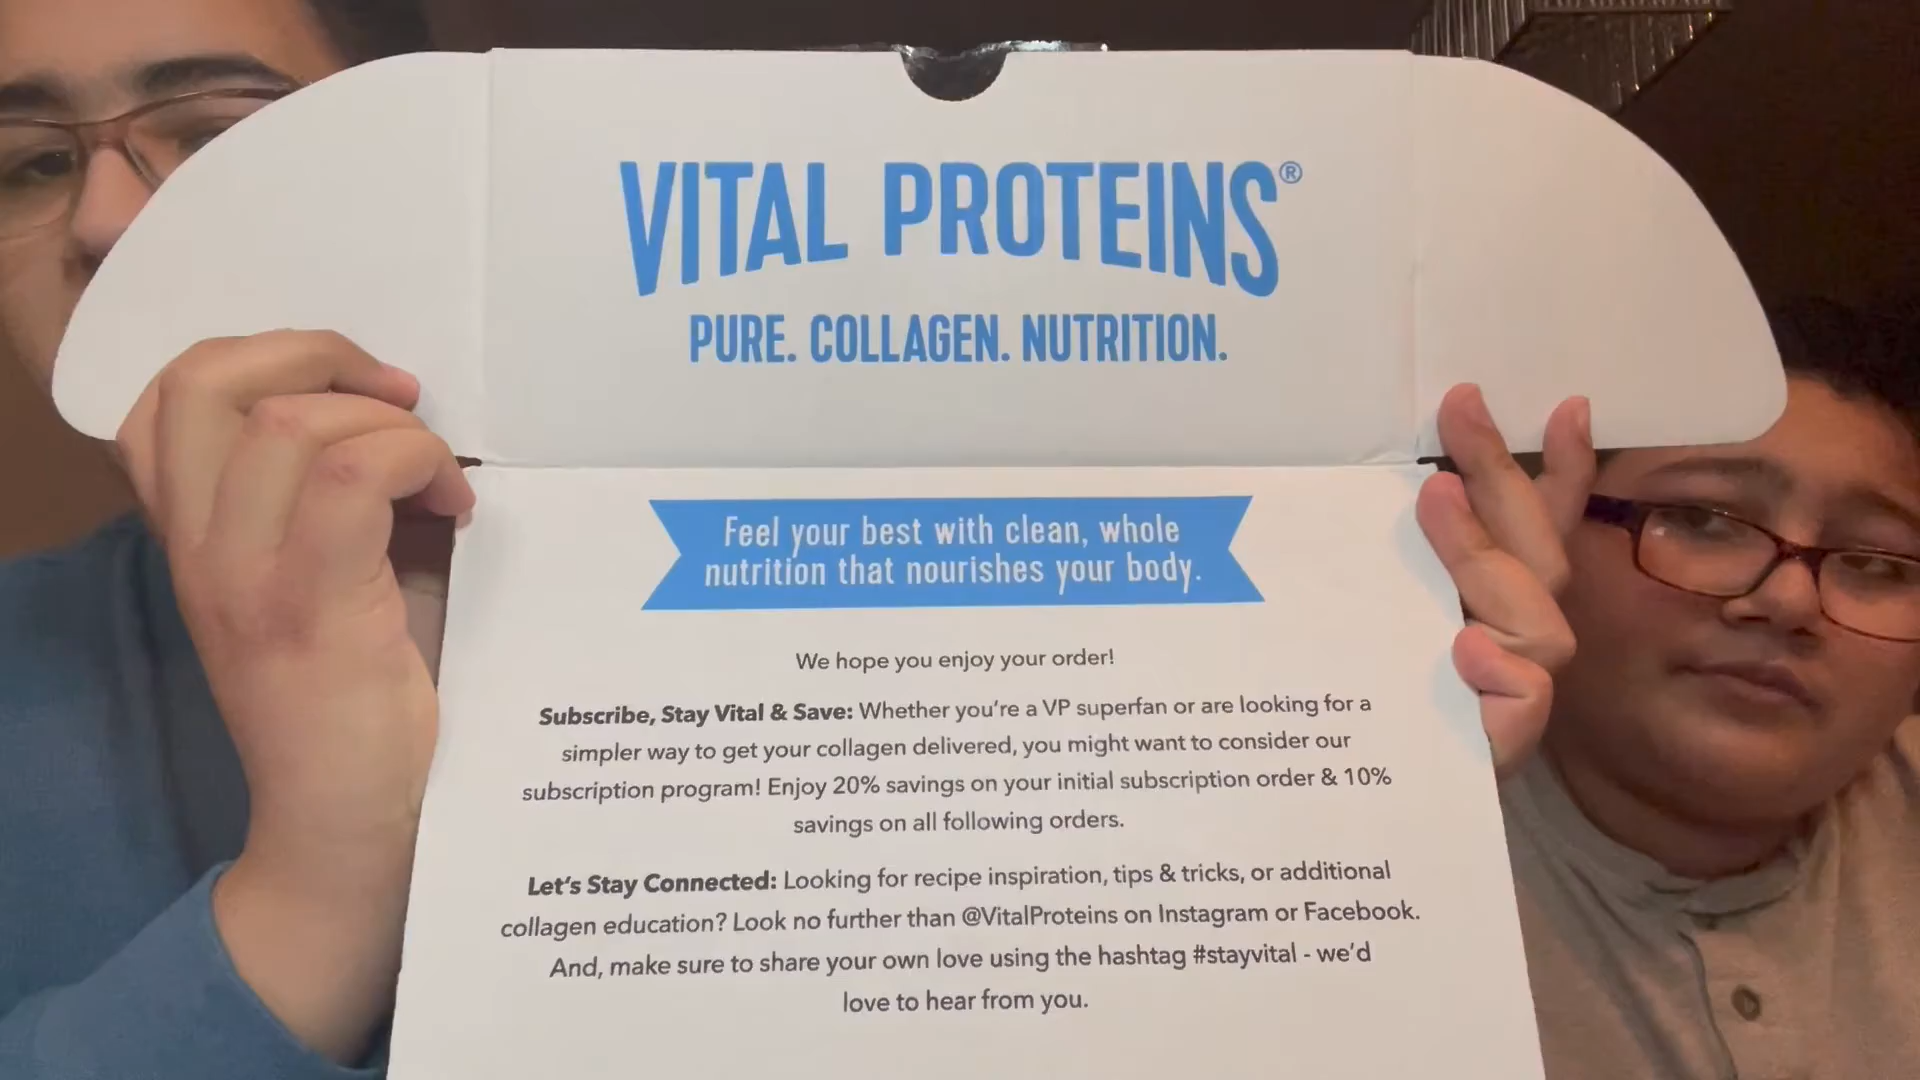 VITAL PROTEINS®
PURE. COLLAGEN. NUTRITION.
Feel your best with clean, whole
nutrition that nourishes your body.
We hope you enjoy your order!
Subscribe, Stay Vital & Save: Whether you're a VP superfan or are looking for a
simpler way to get your collagen delivered, you might want to consider our
subscription program! Enjoy 20% savings on your initial subscription order & 10%
savings on all following orders.
Let's Stay Connected: Looking for recipe inspiration, tips & tricks, or additional
collagen education? Look no further than @VitalProteins on Instagram or Facebook.
And, make sure to share your own love using the hashtag #stayvital - we'd
love to hear from you.